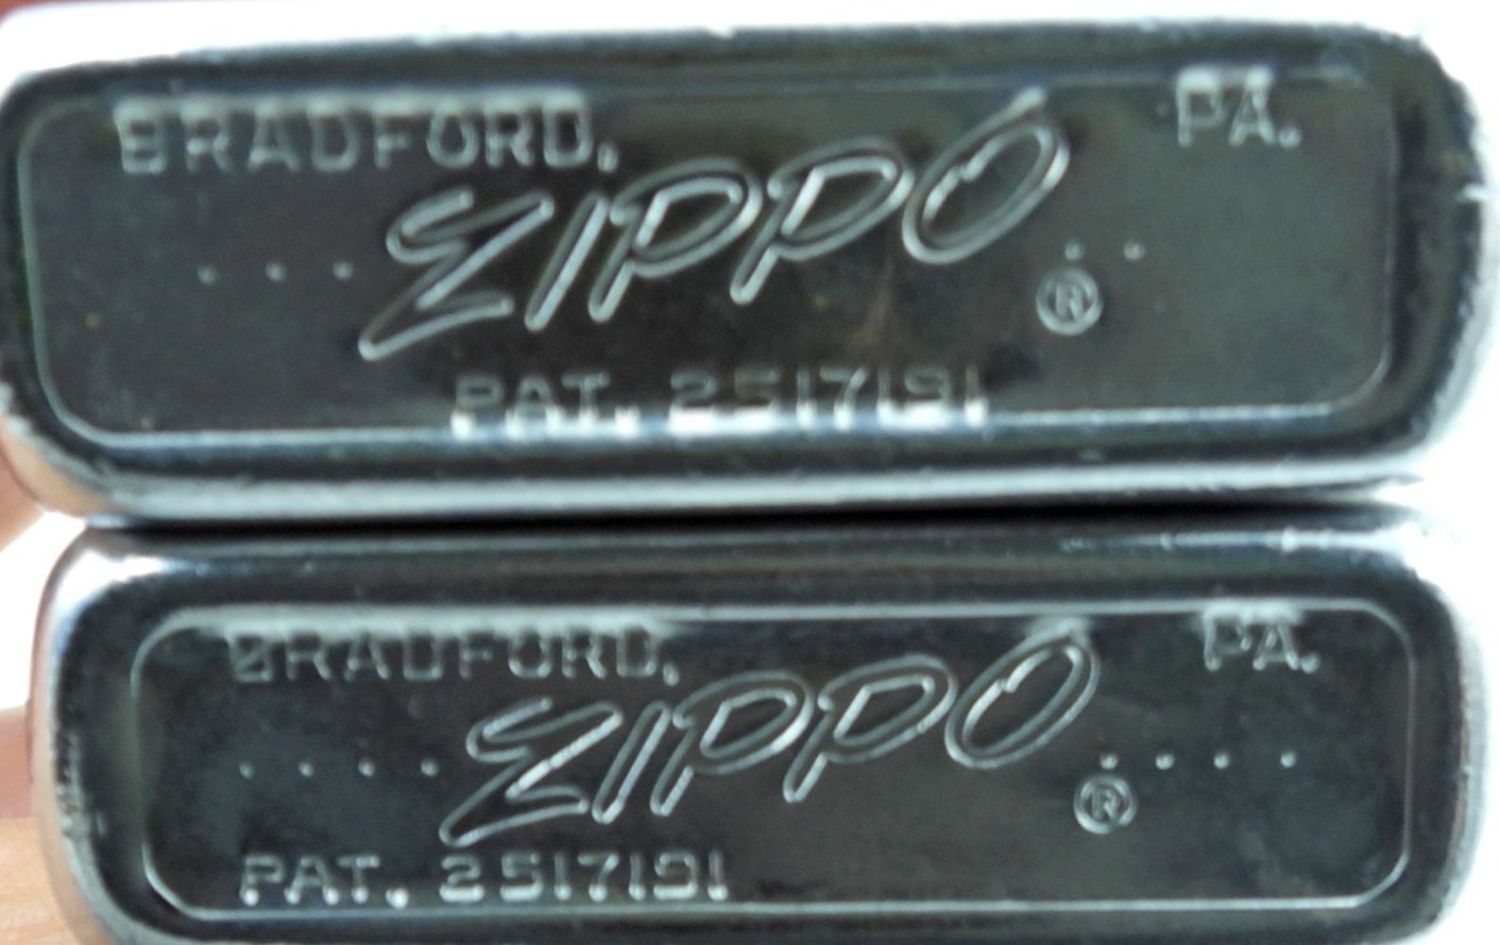 BRADFORD, PA.
... ZIPPO ..
®
PAT. 2517191
BRADFORD, PA.
.... ZIPPO ....
®
PAT. 2517191